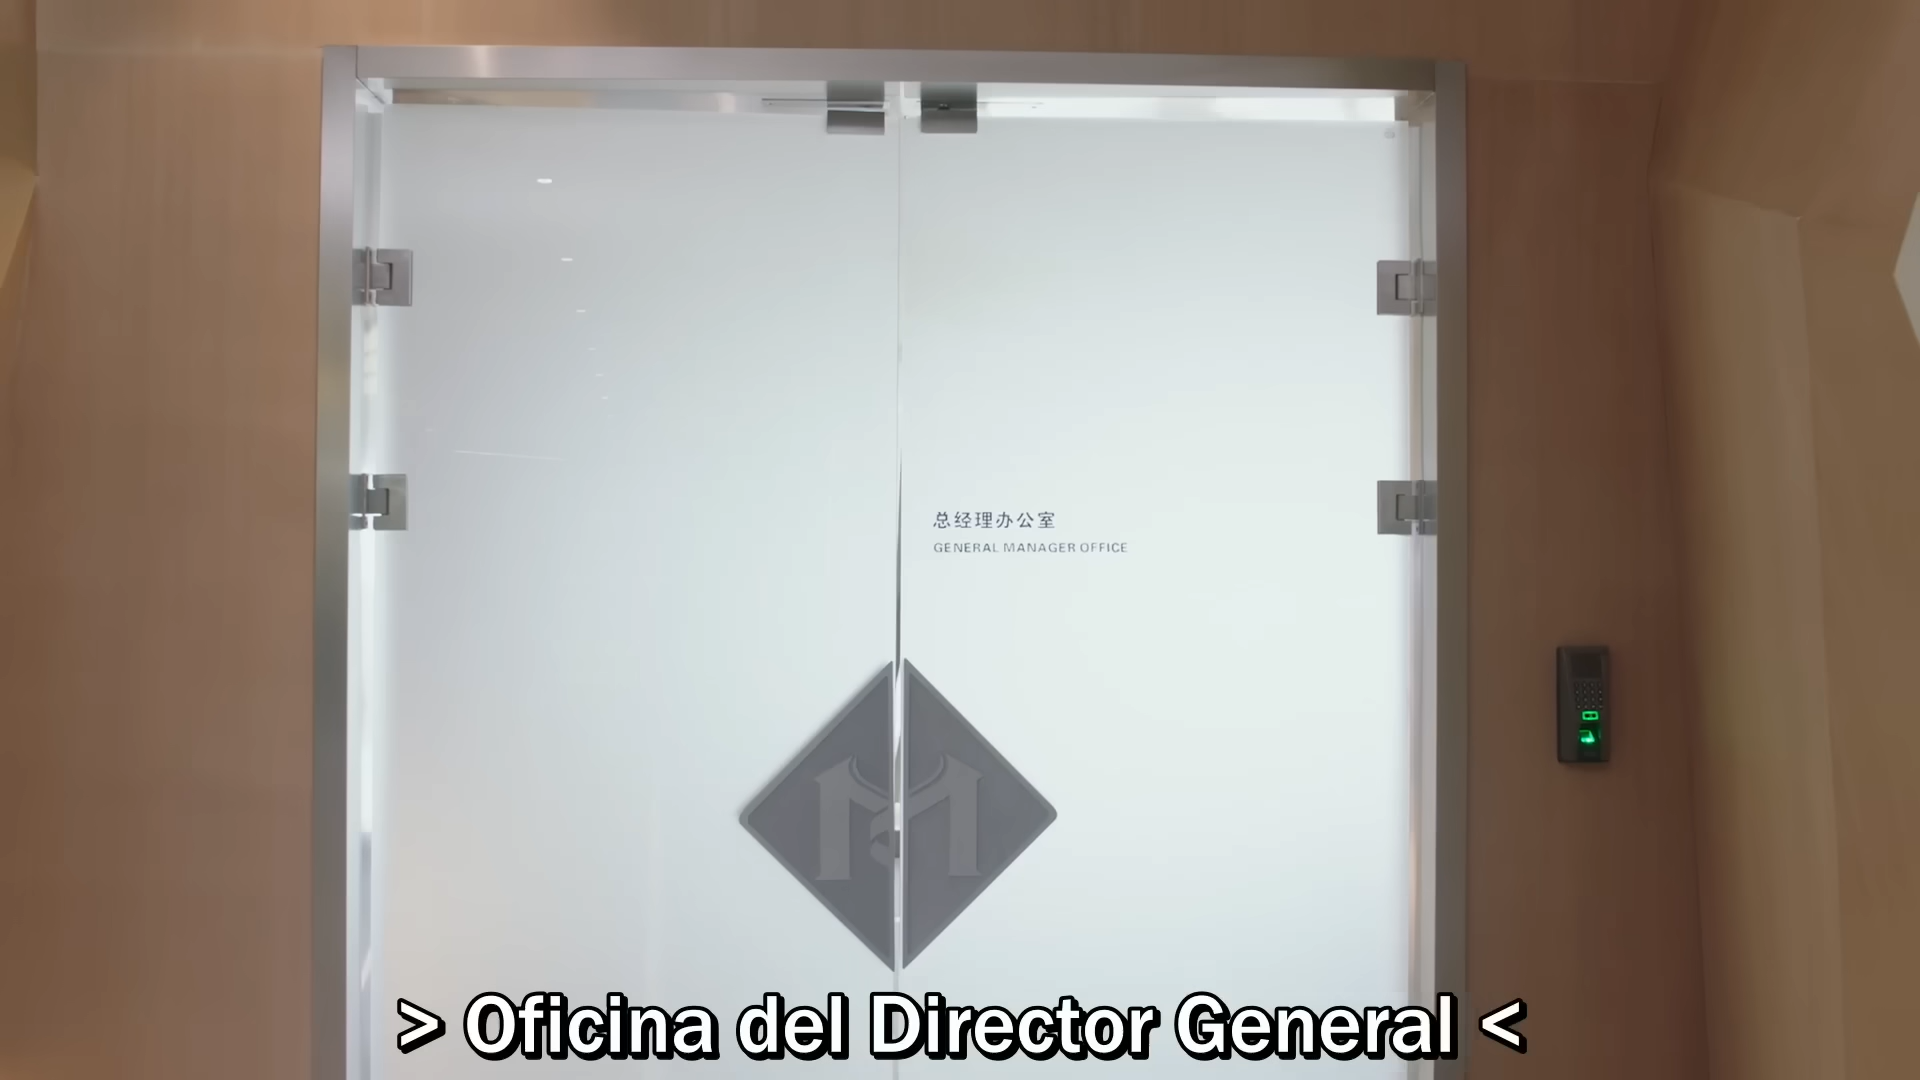 总经理办公室
GENERAL MANAGER OFFICE
M
> Oficina del Director General <